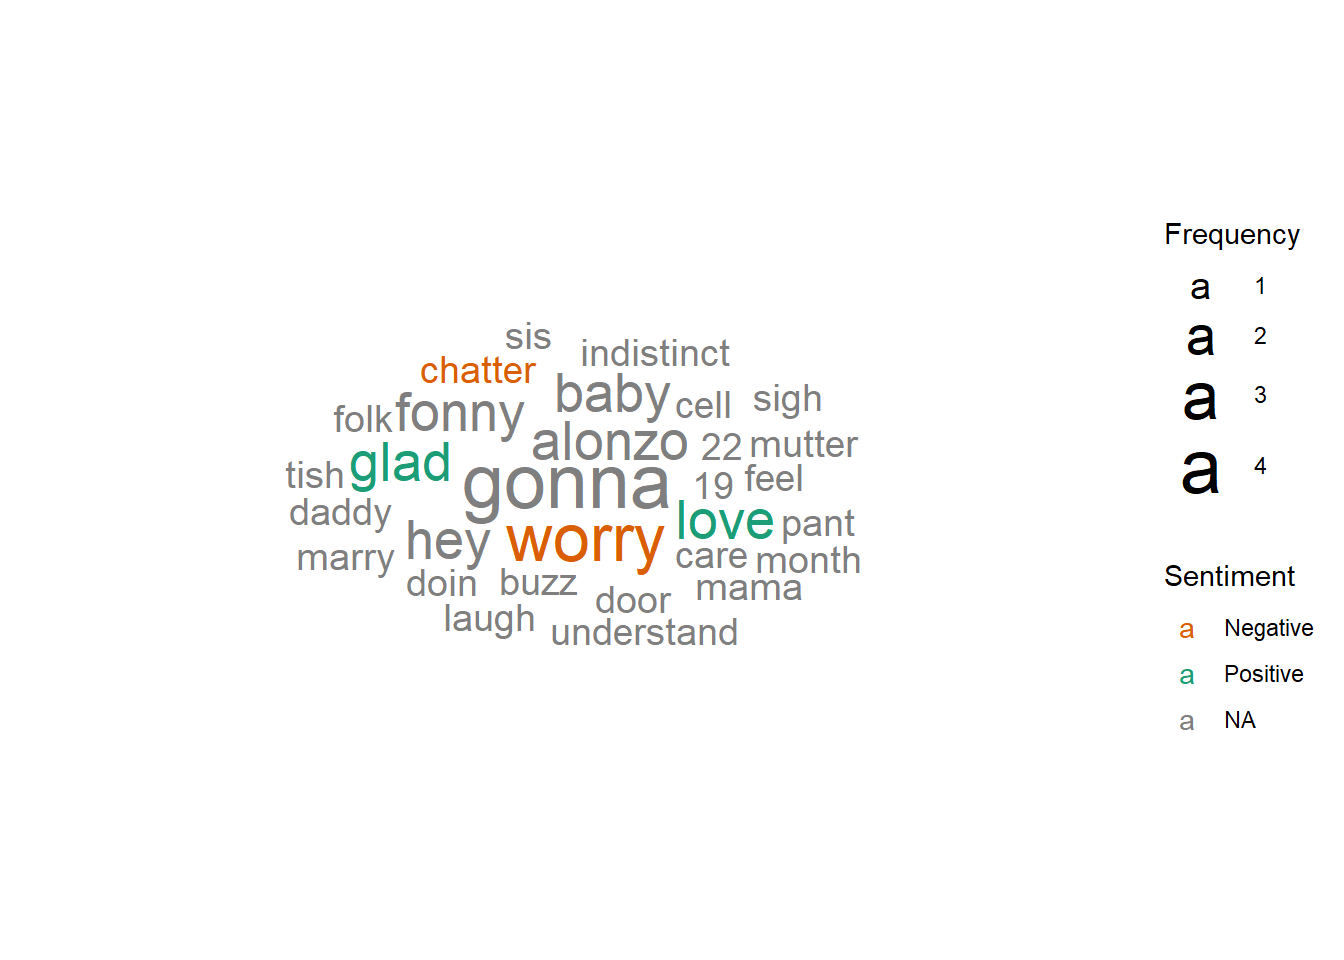 sis
indistinct
chatter
baby
cell
sigh
folk
fonny
alonzo
22
mutter
glad
tish
gonna
19
feel
daddy
hey
worry
love
pant
marry
care
month
doin
buzz
door
mama
laugh
understand
Frequency
a 1
a 2
a 3
a 4
Sentiment
a Negative
a Positive
a NA